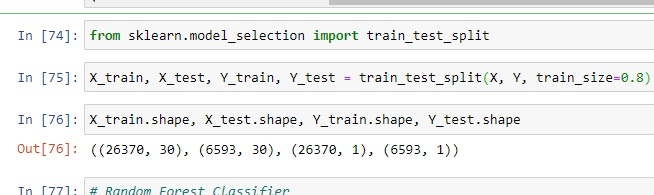 In [74]: from sklearn.model_selection import train_test_split
In [75]: X_train, X_test, Y_train, Y_test = train_test_split(X, Y, train_size=0.8)
In [76]: X_train.shape, X_test.shape, Y_train.shape, Y_test.shape
Out[76]: ((26370, 30), (6593, 30), (26370, 1), (6593, 1))
In [77]: # Random Forest Classifier